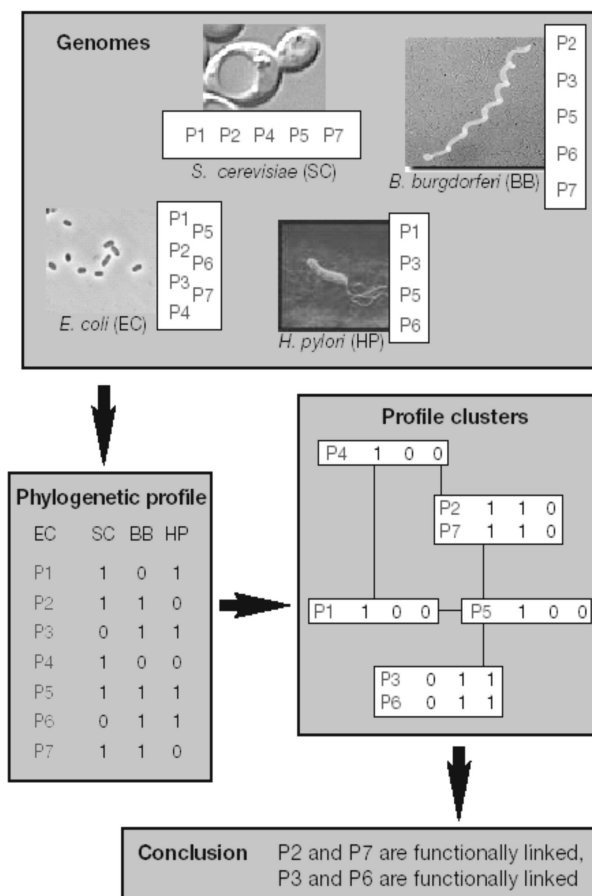 Genomes
P1 P2 P4 P5 P7
S. cerevisiae (SC)
P2
P3
P5
P6
P7
B. burgdorferi (BB)
P1
P5
P2
P6
P3
P7
P4
E. coli (EC)
P1
P3
P5
P6
H. pylori (HP)
Phylogenetic profile
EC SC BB HP
P1 1 0 1
P2 1 1 0
P3 0 1 1
P4 1 0 0
P5 1 1 1
P6 0 1 1
P7 1 1 0
Profile clusters
P4 1 0 0
P2 1 1 0
P7 1 1 0
P1 1 0 0
P5 1 0 0
P3 0 1 1
P6 0 1 1
Conclusion P2 and P7 are functionally linked,
P3 and P6 are functionally linked